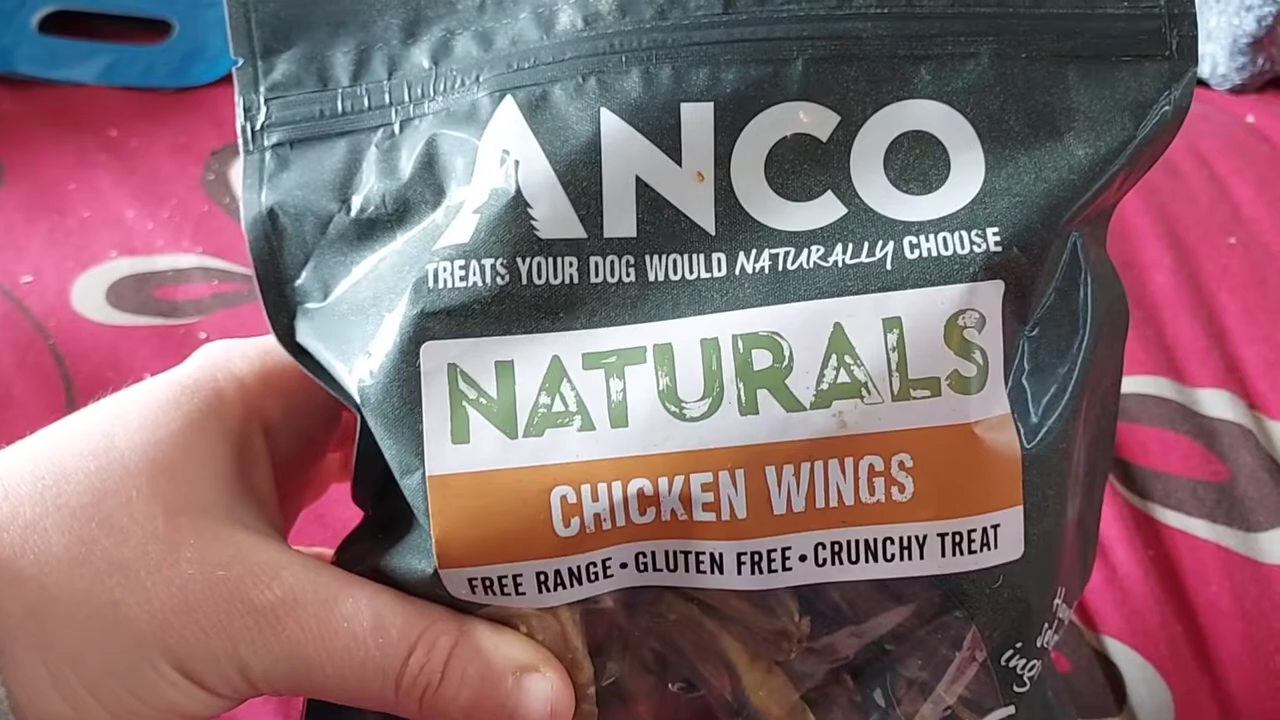 ANCO
TREATS YOUR DOG WOULD NATURALLY CHOOSE
NATURALS
CHICKEN WINGS
FREE RANGE • GLUTEN FREE • CRUNCHY TREAT